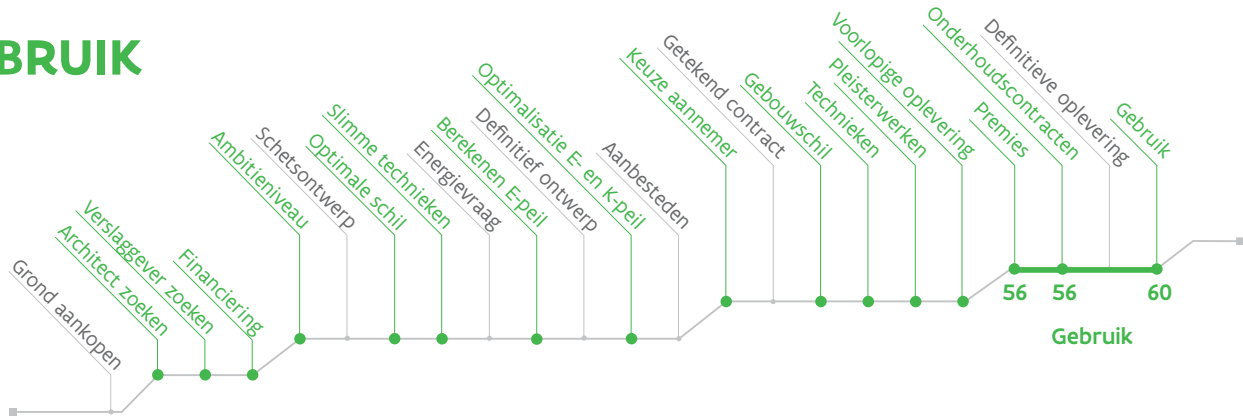 BRUIK
Grond aankopen
Architect zoeken
Verslaggever zoeken
Financiering
Ambitieniveau
Schetsontwerp
Optimale schil
Slimme technieken
Energievraag
Berekenen E-peil
Definitief ontwerp
Optimalisatie E- en K-peil
Aanbesteden
Keuze aannemer
Getekend contract
Gebouwschil
Technieken
Pleisterwerken
Voorlopige oplevering
Premies
Onderhoudscontracten
Definitieve oplevering
Gebruik
56
56
60
Gebruik